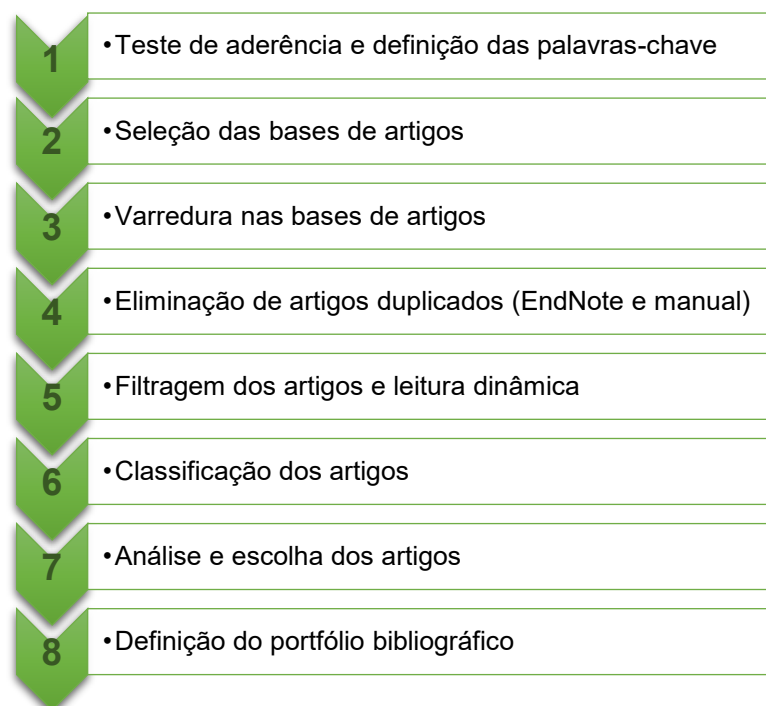 1
•Teste de aderência e definição das palavras-chave
2
•Seleção das bases de artigos
3
•Varredura nas bases de artigos
4
•Eliminação de artigos duplicados (EndNote e manual)
5
•Filtragem dos artigos e leitura dinâmica
6
•Classificação dos artigos
7
•Análise e escolha dos artigos
8
•Definição do portfólio bibliográfico